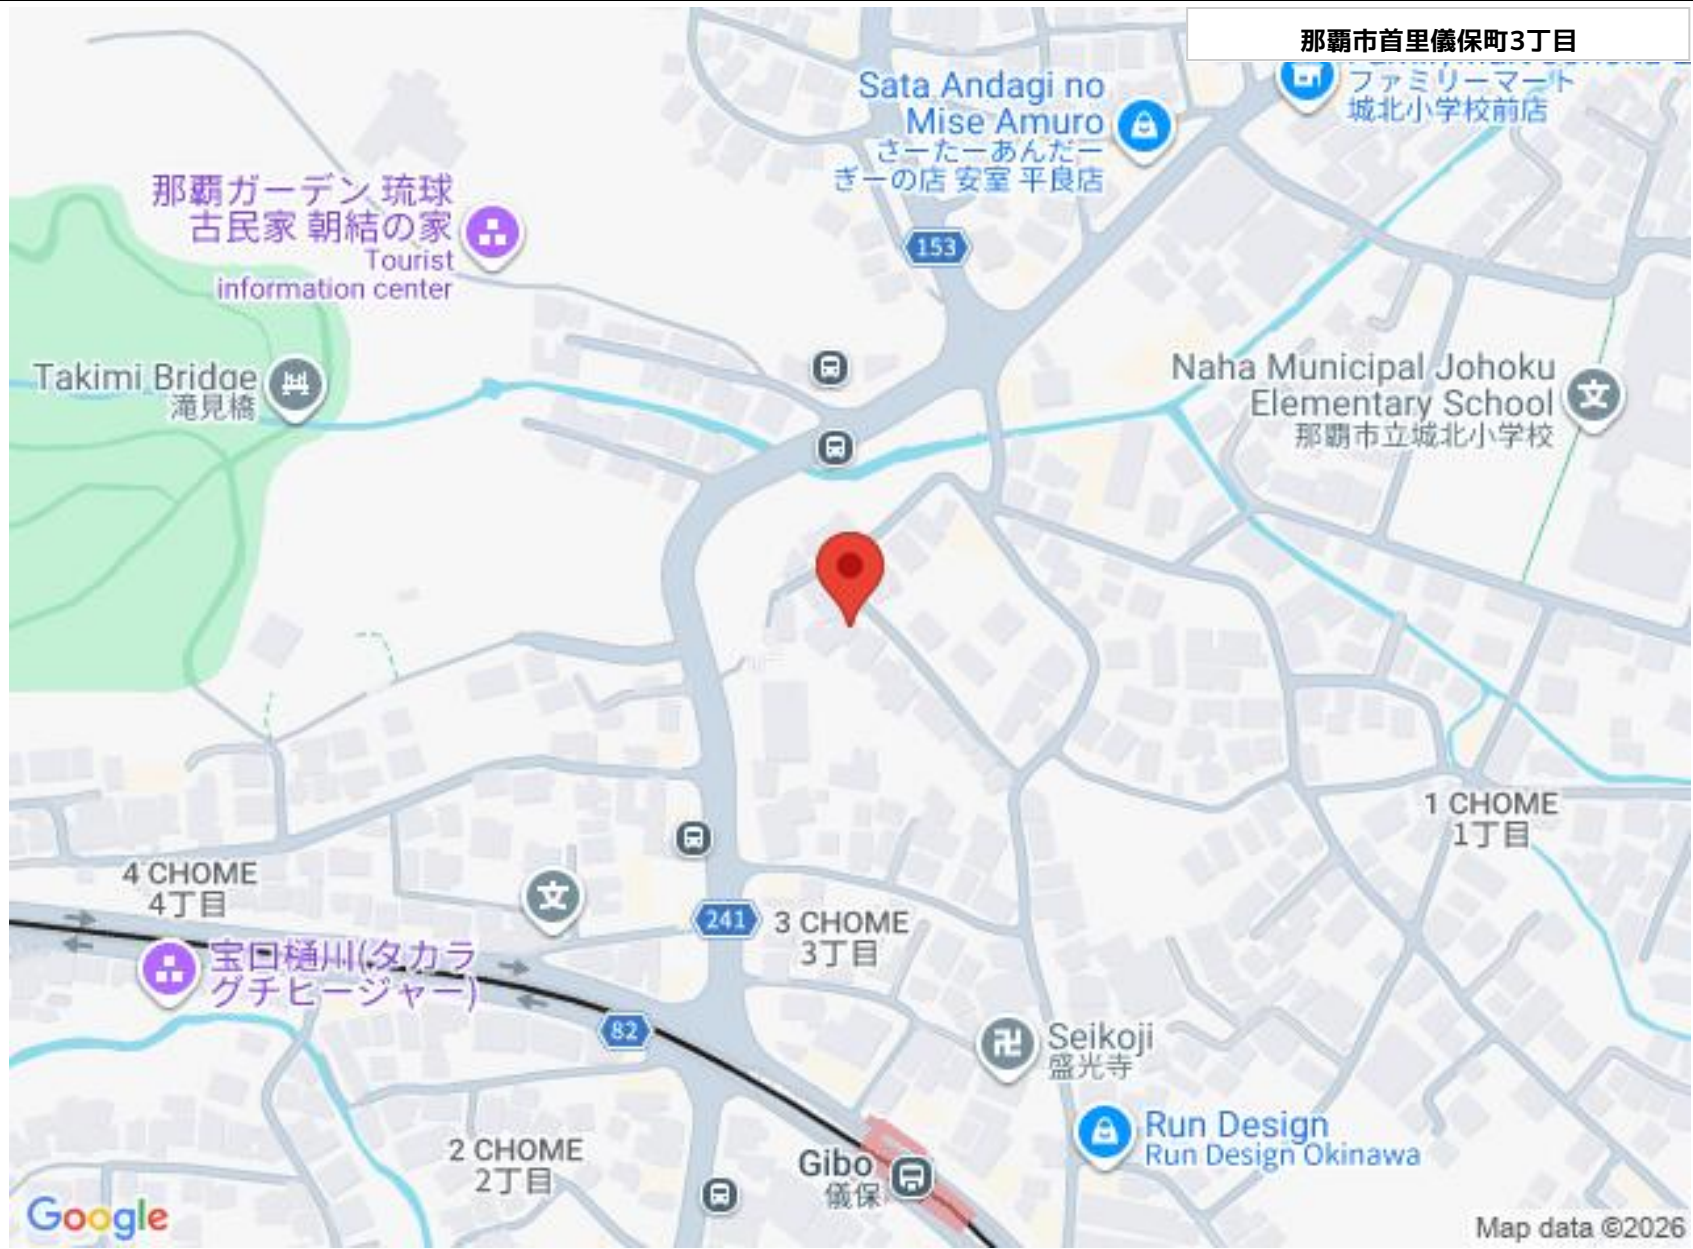 那覇市首里儀保町3丁目
ファミリーマート
城北小学校前店
Sata Andagi no
Mise Amuro
さーたーあんだー
ぎーの店 安室 平良店
那覇ガーデン 琉球
古民家 朝結の家
Tourist
information center
153
Takimi Bridge
滝見橋
Naha Municipal Johoku
Elementary School
那覇市立城北小学校
文
1 CHOME
1丁目
4 CHOME
4丁目
文
241
3 CHOME
3丁目
宝口樋川(タカラ
グチヒージャー)
82
Seikoji
盛光寺
Run Design
Run Design Okinawa
2 CHOME
2丁目
Gibo
儀保
Google
Map data ©2026